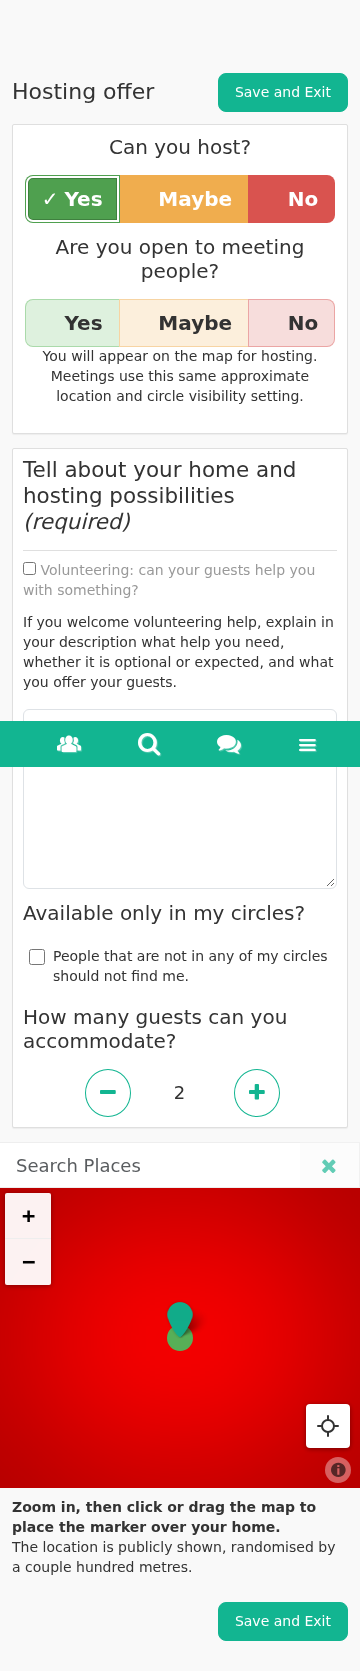 Hosting offer
Save and Exit
Can you host?
✓ Yes
Maybe
No
Are you open to meeting
people?
Yes
Maybe
No
You will appear on the map for hosting.
Meetings use this same approximate
location and circle visibility setting.
Tell about your home and
hosting possibilities
(required)
Volunteering: can your guests help you
with something?
If you welcome volunteering help, explain in
your description what help you need,
whether it is optional or expected, and what
you offer your guests.
Available only in my circles?
People that are not in any of my circles
should not find me.
How many guests can you
accommodate?
2
Search Places
+
−
Zoom in, then click or drag the map to
place the marker over your home.
The location is publicly shown, randomised by
a couple hundred metres.
Save and Exit